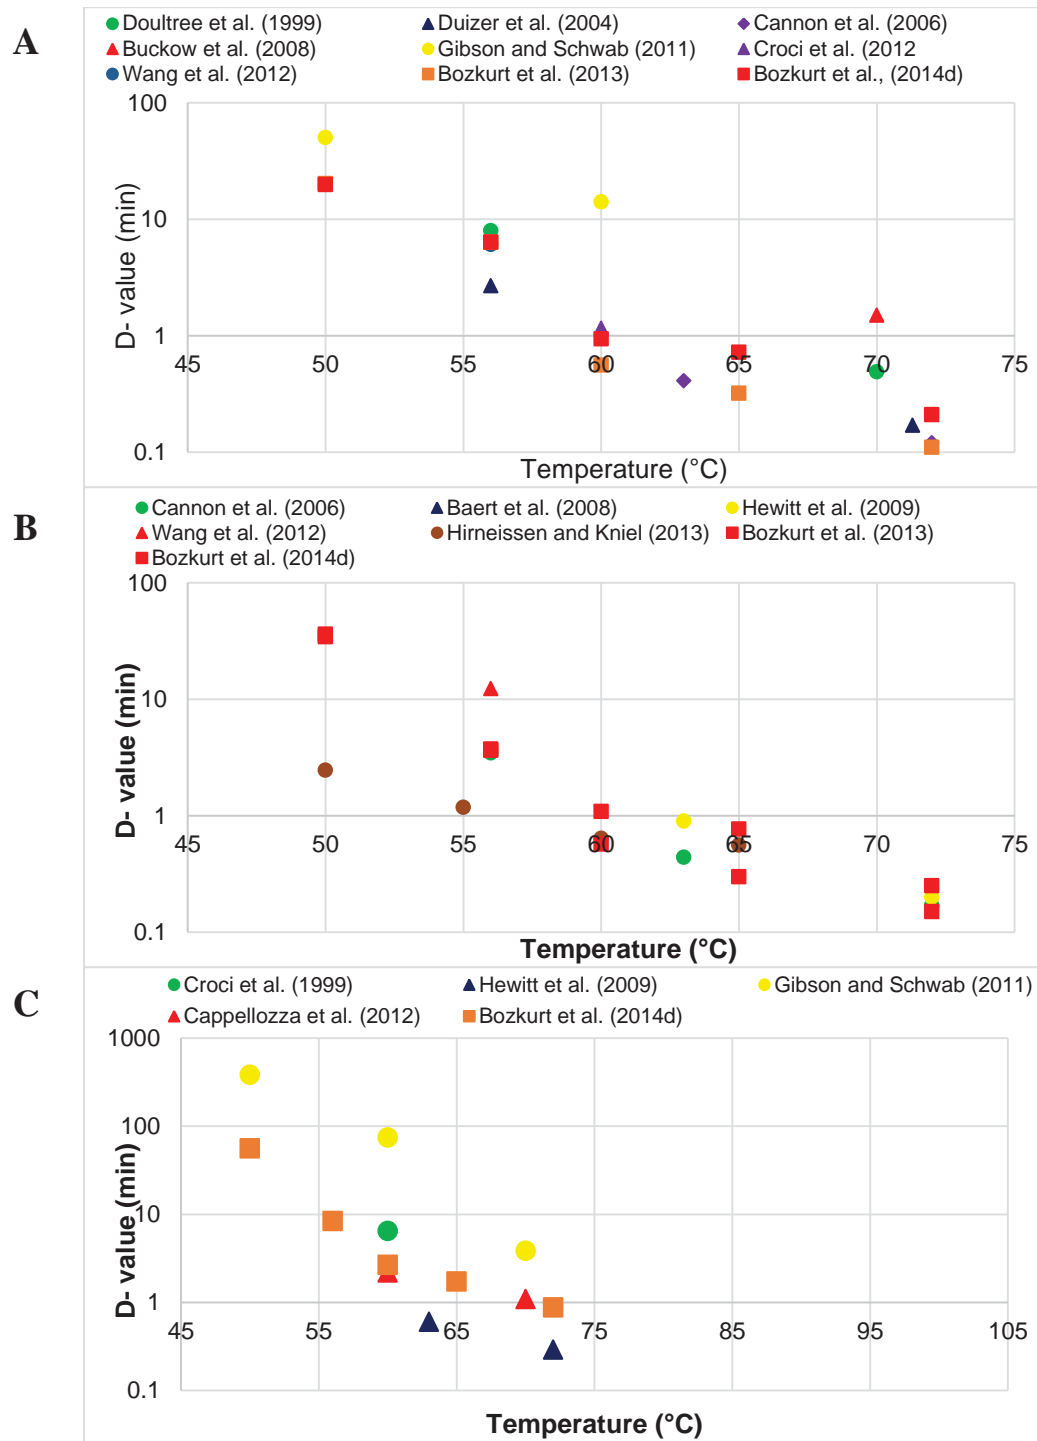 A
Doultree et al. (1999) Duizer et al. (2004) Cannon et al. (2006)
Buckow et al. (2008) Gibson and Schwab (2011) Croci et al. (2012
Wang et al. (2012) Bozkurt et al. (2013) Bozkurt et al., (2014d)
100
10
1
0.1
D- value (min)
45 50 55 60 65 70 75
Temperature (°C)
B
Cannon et al. (2006) Baert et al. (2008) Hewitt et al. (2009)
Wang et al. (2012) Hirneissen and Kniel (2013) Bozkurt et al. (2013)
Bozkurt et al. (2014d)
100
10
1
0.1
D- value (min)
45 50 55 60 65 70 75
Temperature (°C)
C
Croci et al. (1999) Hewitt et al. (2009) Gibson and Schwab (2011)
Cappellozza et al. (2012) Bozkurt et al. (2014d)
1000
100
10
1
0.1
D- value (min)
45 55 65 75 85 95 105
Temperature (°C)